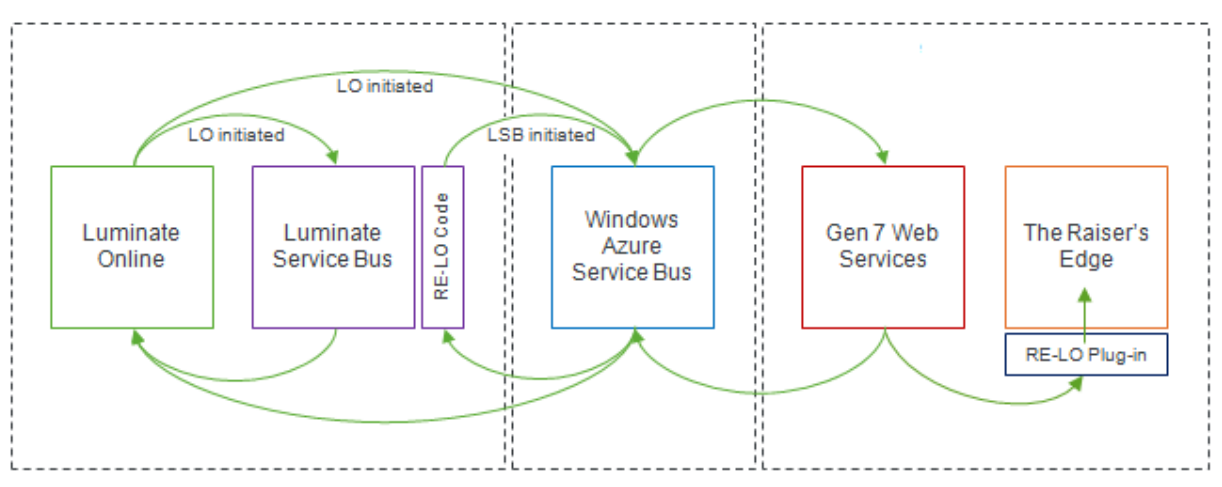 LO initiated
LO initiated
LSB initiated
Luminate
Online
Luminate
Service Bus
RE-LO Code
Windows
Azure
Service Bus
Gen 7 Web
Services
The Raiser's
Edge
RE-LO Plug-in